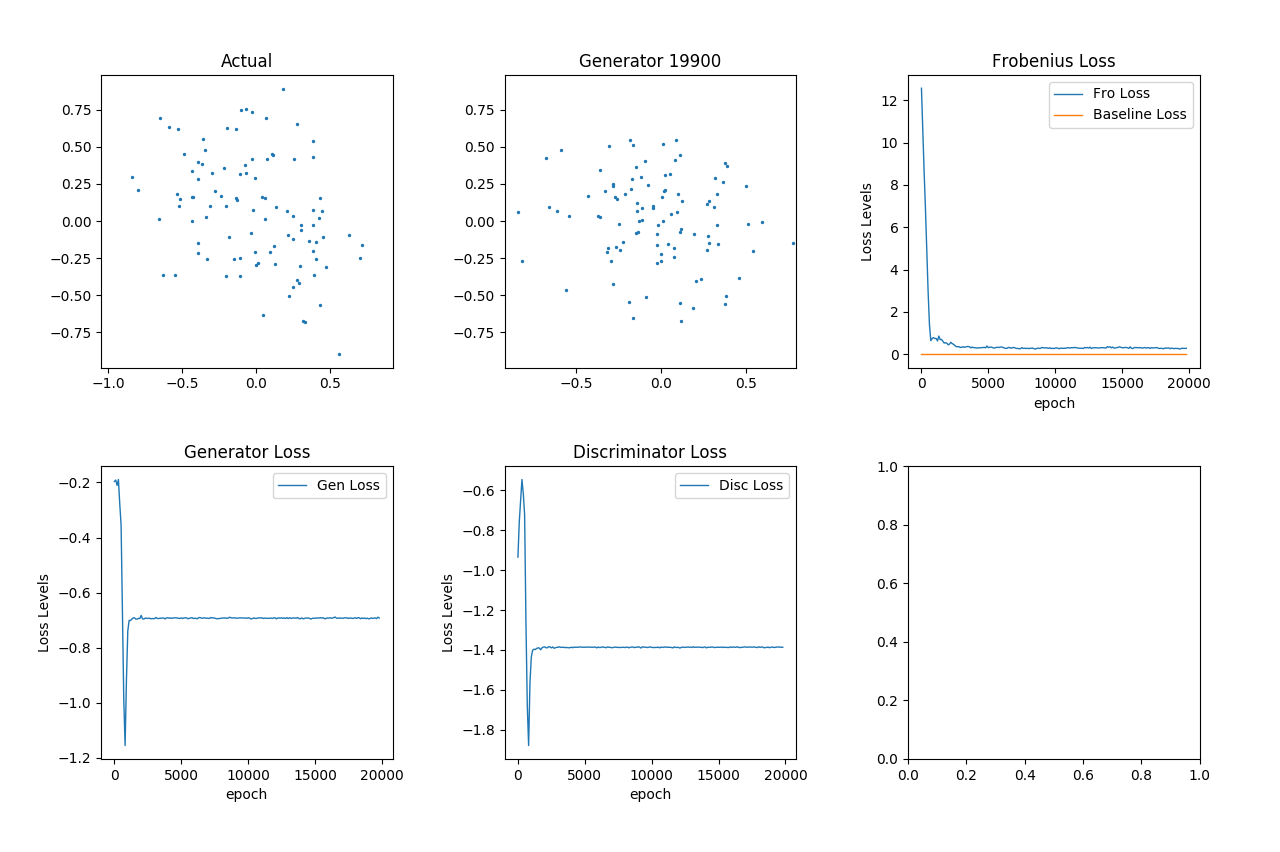 Actual
0.75
0.50
0.25
0.00
−0.25
−0.50
−0.75
−1.0 −0.5 0.0 0.5
Generator 19900
0.75
0.50
0.25
0.00
−0.25
−0.50
−0.75
−0.5 0.0 0.5
Frobenius Loss
Fro Loss
Baseline Loss
Loss Levels
12
10
8
6
4
2
0
0 5000 10000 15000 20000
epoch
Generator Loss
Gen Loss
Loss Levels
−0.2
−0.4
−0.6
−0.8
−1.0
−1.2
0 5000 10000 15000 20000
epoch
Discriminator Loss
Disc Loss
Loss Levels
−0.6
−0.8
−1.0
−1.2
−1.4
−1.6
−1.8
0 5000 10000 15000 20000
epoch
1.0
0.8
0.6
0.4
0.2
0.0
0.0 0.2 0.4 0.6 0.8 1.0